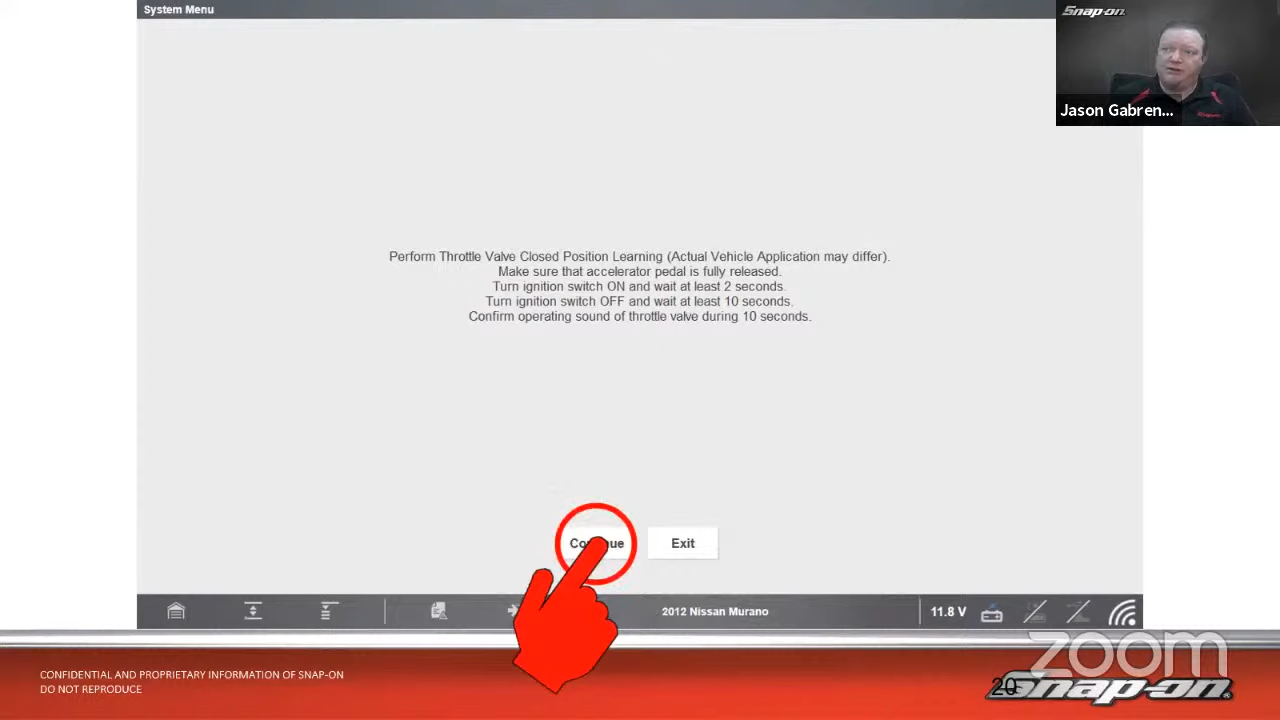 System Menu
Snap-on
Jason Gabren...
Perform Throttle Valve Closed Position Learning (Actual Vehicle Application may differ).
Make sure that accelerator pedal is fully released.
Turn ignition switch ON and wait at least 2 seconds.
Turn ignition switch OFF and wait at least 10 seconds.
Confirm operating sound of throttle valve during 10 seconds.
Exit
2012 Nissan Murano
11.8 V
zoom
CONFIDENTIAL AND PROPRIETARY INFORMATION OF SNAP-ON
DO NOT REPRODUCE
20
Snap-on